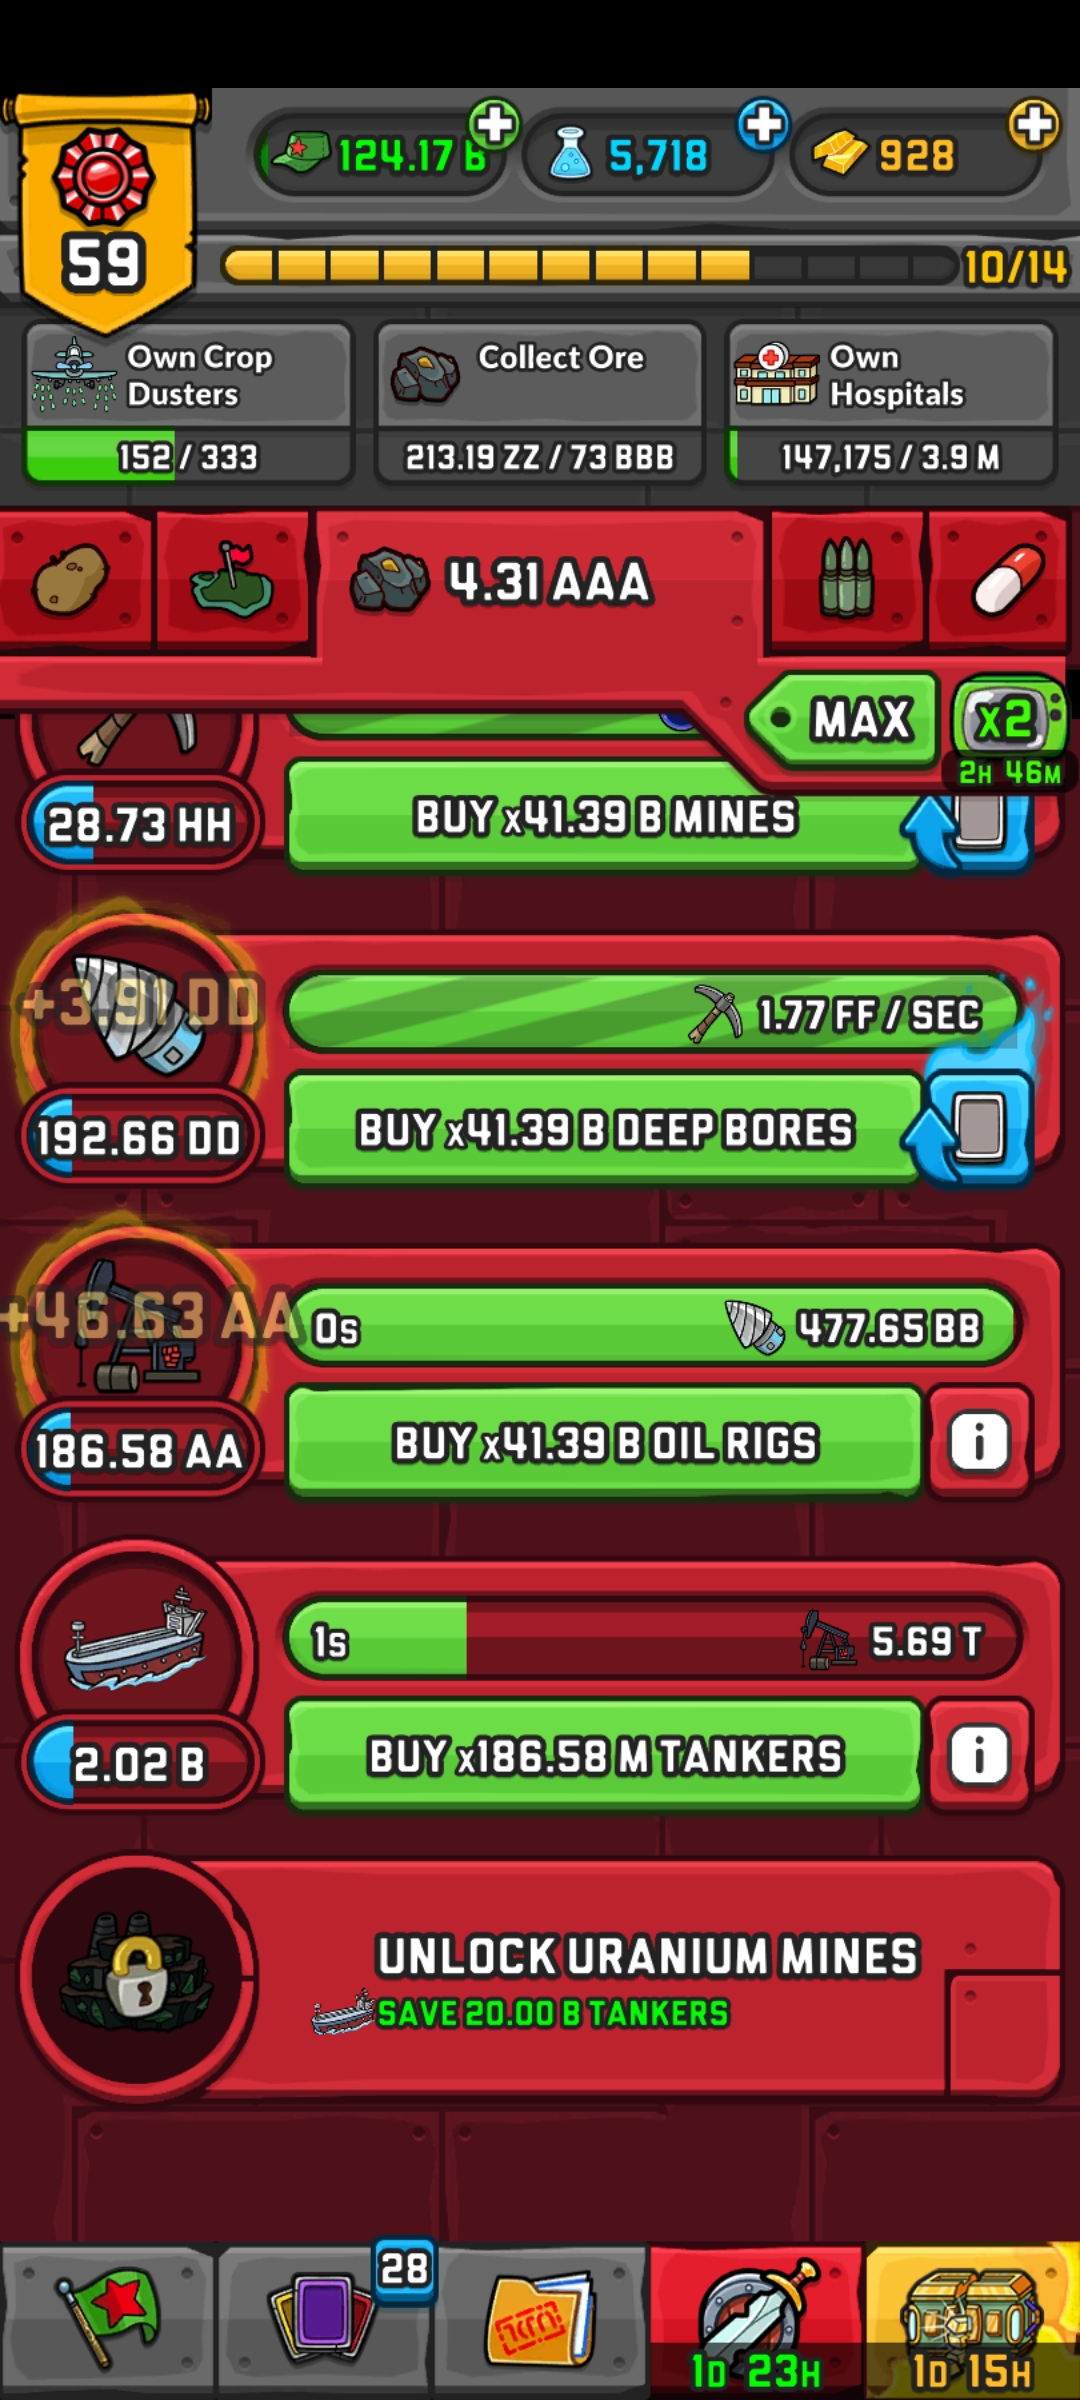 124.17 B
5,718
928
59
10/14
Own Crop
Dusters
152 / 333
Collect Ore
213.19 ZZ / 73 BBB
Own
Hospitals
147,175 / 3.9 M
4.31 AAA
MAX
x2
2H 46M
28.73 HH
BUY x41.39 B MINES
+3.91 DD
1.77 FF / SEC
192.66 DD
BUY x41.39 B DEEP BORES
+46.63 AA
0s
477.65 BB
186.58 AA
BUY x41.39 B OIL RIGS
i
1s
5.69 T
2.02 B
BUY x186.58 M TANKERS
i
UNLOCK URANIUM MINES
SAVE 20.00 B TANKERS
28
1D 23H
1D 15H